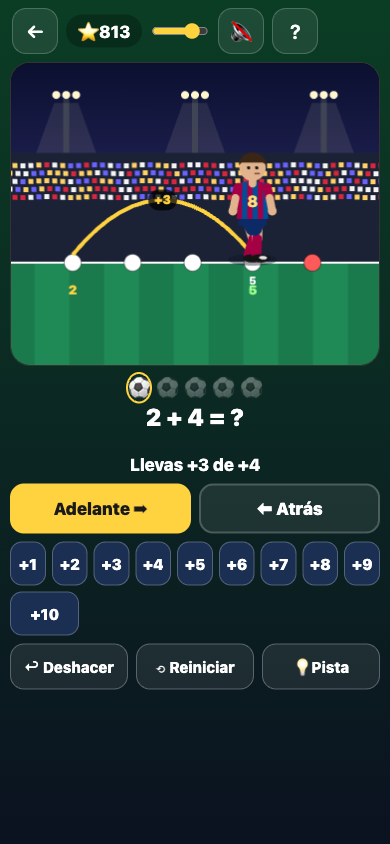 ⭐813
?
+3
8
2
5
5
2 + 4 = ?
Llevas +3 de +4
Adelante ➡
⬅ Atrás
+1 +2 +3 +4 +5 +6 +7 +8 +9
+10
↩ Deshacer
⟲ Reiniciar
💡Pista